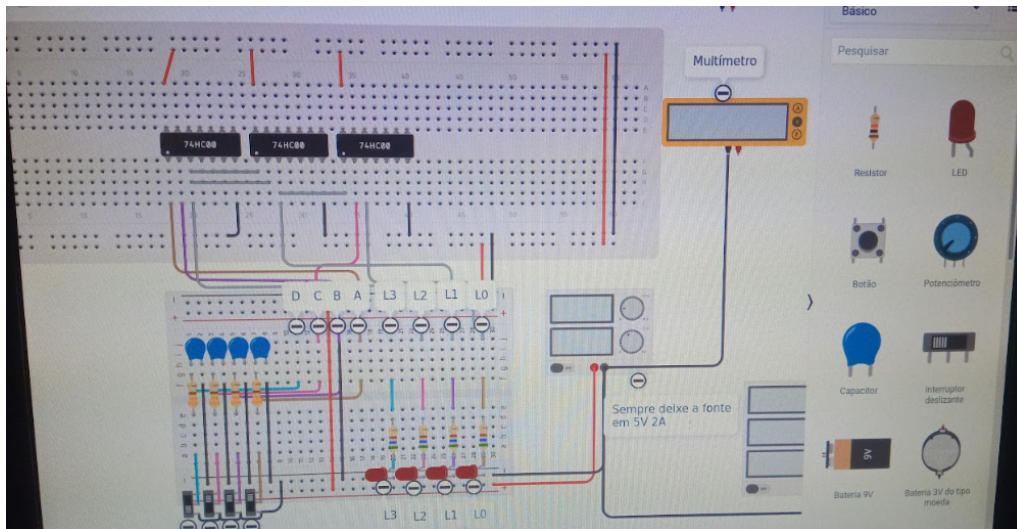 Básico
Multímetro
Pesquisar
74HC00
74HC00
74HC00
Resistor
LED
Botão
Potenciômetro
D C B A L3 L2 L1 L0
Sempre deixe a fonte
em 5V 2A
Capacitor
Interruptor
deslizante
9V
Bateria 9V
Bateria 3V do tipo
moeda
L3 L2 L1 L0